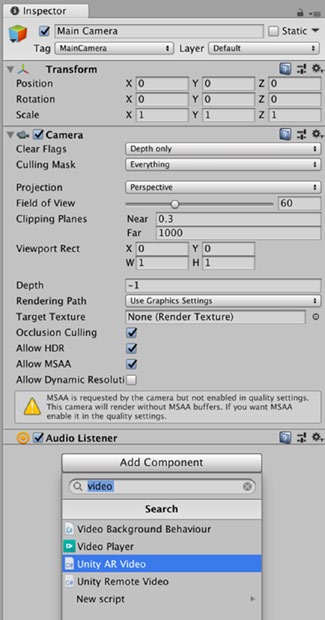 Inspector
Main Camera Static
Tag MainCamera Layer Default
Transform
Position X 0 Y 0 Z 0
Rotation X 0 Y 0 Z 0
Scale X 1 Y 1 Z 1
Camera
Clear Flags Depth only
Culling Mask Everything
Projection Perspective
Field of View 60
Clipping Planes Near 0.3
Far 1000
Viewport Rect X 0 Y 0
W 1 H 1
Depth -1
Rendering Path Use Graphics Settings
Target Texture None (Render Texture)
Occlusion Culling
Allow HDR
Allow MSAA
Allow Dynamic Resoluti
MSAA is requested by the camera but not enabled in quality settings.
This camera will render without MSAA buffers. If you want MSAA
enable it in the quality settings.
Audio Listener
Add Component
video
Search
Video Background Behaviour
Video Player
Unity AR Video
Unity Remote Video
New script